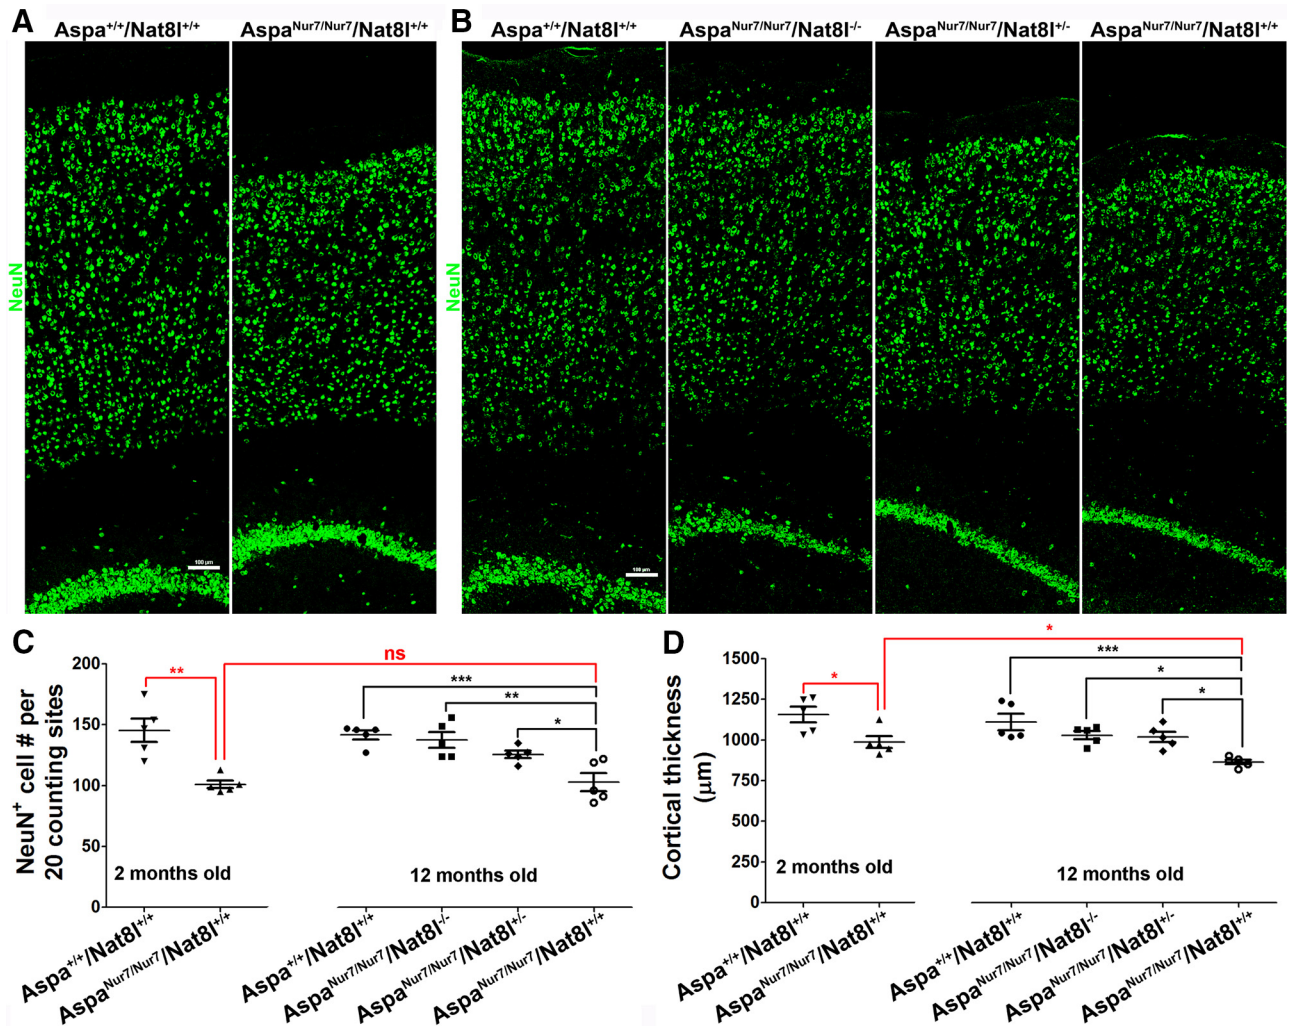 A
Aspa+/+/Nat8l+/+
AspaNur7/Nur7/Nat8l+/+
B
Aspa+/+/Nat8l+/+
AspaNur7/Nur7/Nat8l-/-
AspaNur7/Nur7/Nat8l+/-
AspaNur7/Nur7/Nat8l+/+
NeuN
NeuN
100 µm
100 µm
C
NeuN+ cell # per
20 counting sites
200
150
100
50
0
**
ns
***
**
*
2 months old
12 months old
Aspa+/+/Nat8l+/+
AspaNur7/Nur7/Nat8l+/+
Aspa+/+/Nat8l+/+
AspaNur7/Nur7/Nat8l-/-
AspaNur7/Nur7/Nat8l+/-
AspaNur7/Nur7/Nat8l+/+
D
Cortical thickness
(µm)
1500
1250
1000
750
500
250
0
*
*
***
*
*
2 months old
12 months old
Aspa+/+/Nat8l+/+
AspaNur7/Nur7/Nat8l+/+
Aspa+/+/Nat8l+/+
AspaNur7/Nur7/Nat8l-/-
AspaNur7/Nur7/Nat8l+/-
AspaNur7/Nur7/Nat8l+/+